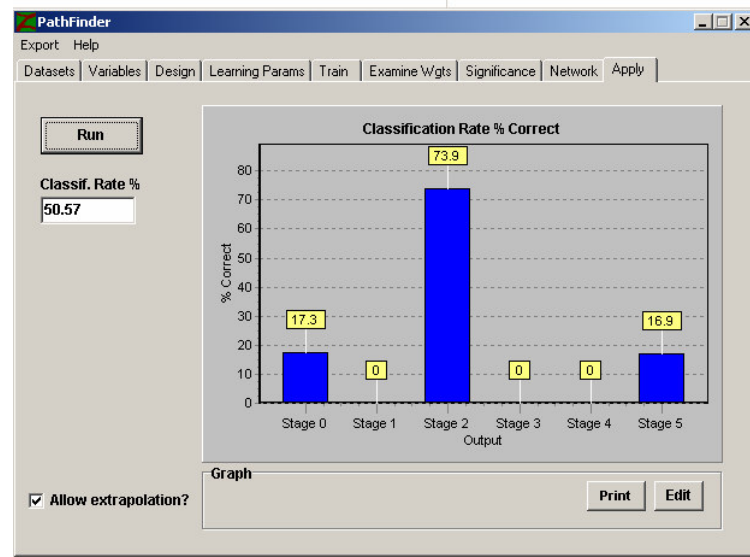 PathFinder
Export Help
Datasets Variables Design Learning Params Train Examine Wgts Significance Network Apply
Run
Classif. Rate %
50.57
Classification Rate % Correct
% Correct
80
70
60
50
40
30
20
10
0
17.3
0
73.9
0
0
16.9
Stage 0 Stage 1 Stage 2 Stage 3 Stage 4 Stage 5
Output
Allow extrapolation?
Graph
Print Edit